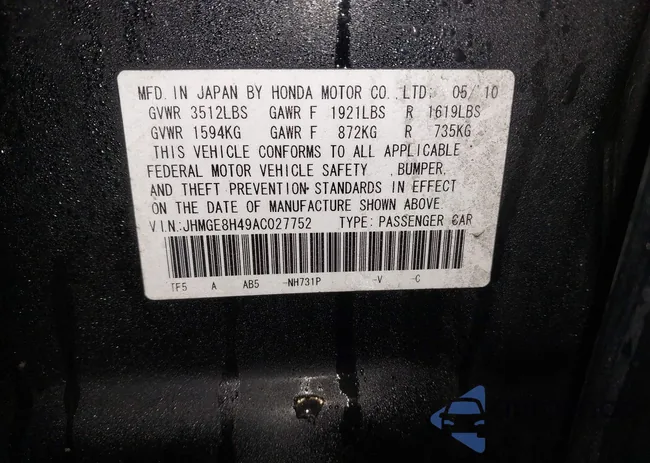 MFD. IN JAPAN BY HONDA MOTOR CO., LTD: 05/10
GVWR 3512LBS GAWR F 1921LBS R 1619LBS
GVWR 1594KG GAWR F 872KG R 735KG
THIS VEHICLE CONFORMS TO ALL APPLICABLE
FEDERAL MOTOR VEHICLE SAFETY , BUMPER,
AND THEFT PREVENTION STANDARDS IN EFFECT
ON THE DATE OF MANUFACTURE SHOWN ABOVE.
VIN.:JHMGE8H49AC027752 TYPE: PASSENGER CAR
TF5 A AB5 -NH731P -V -C